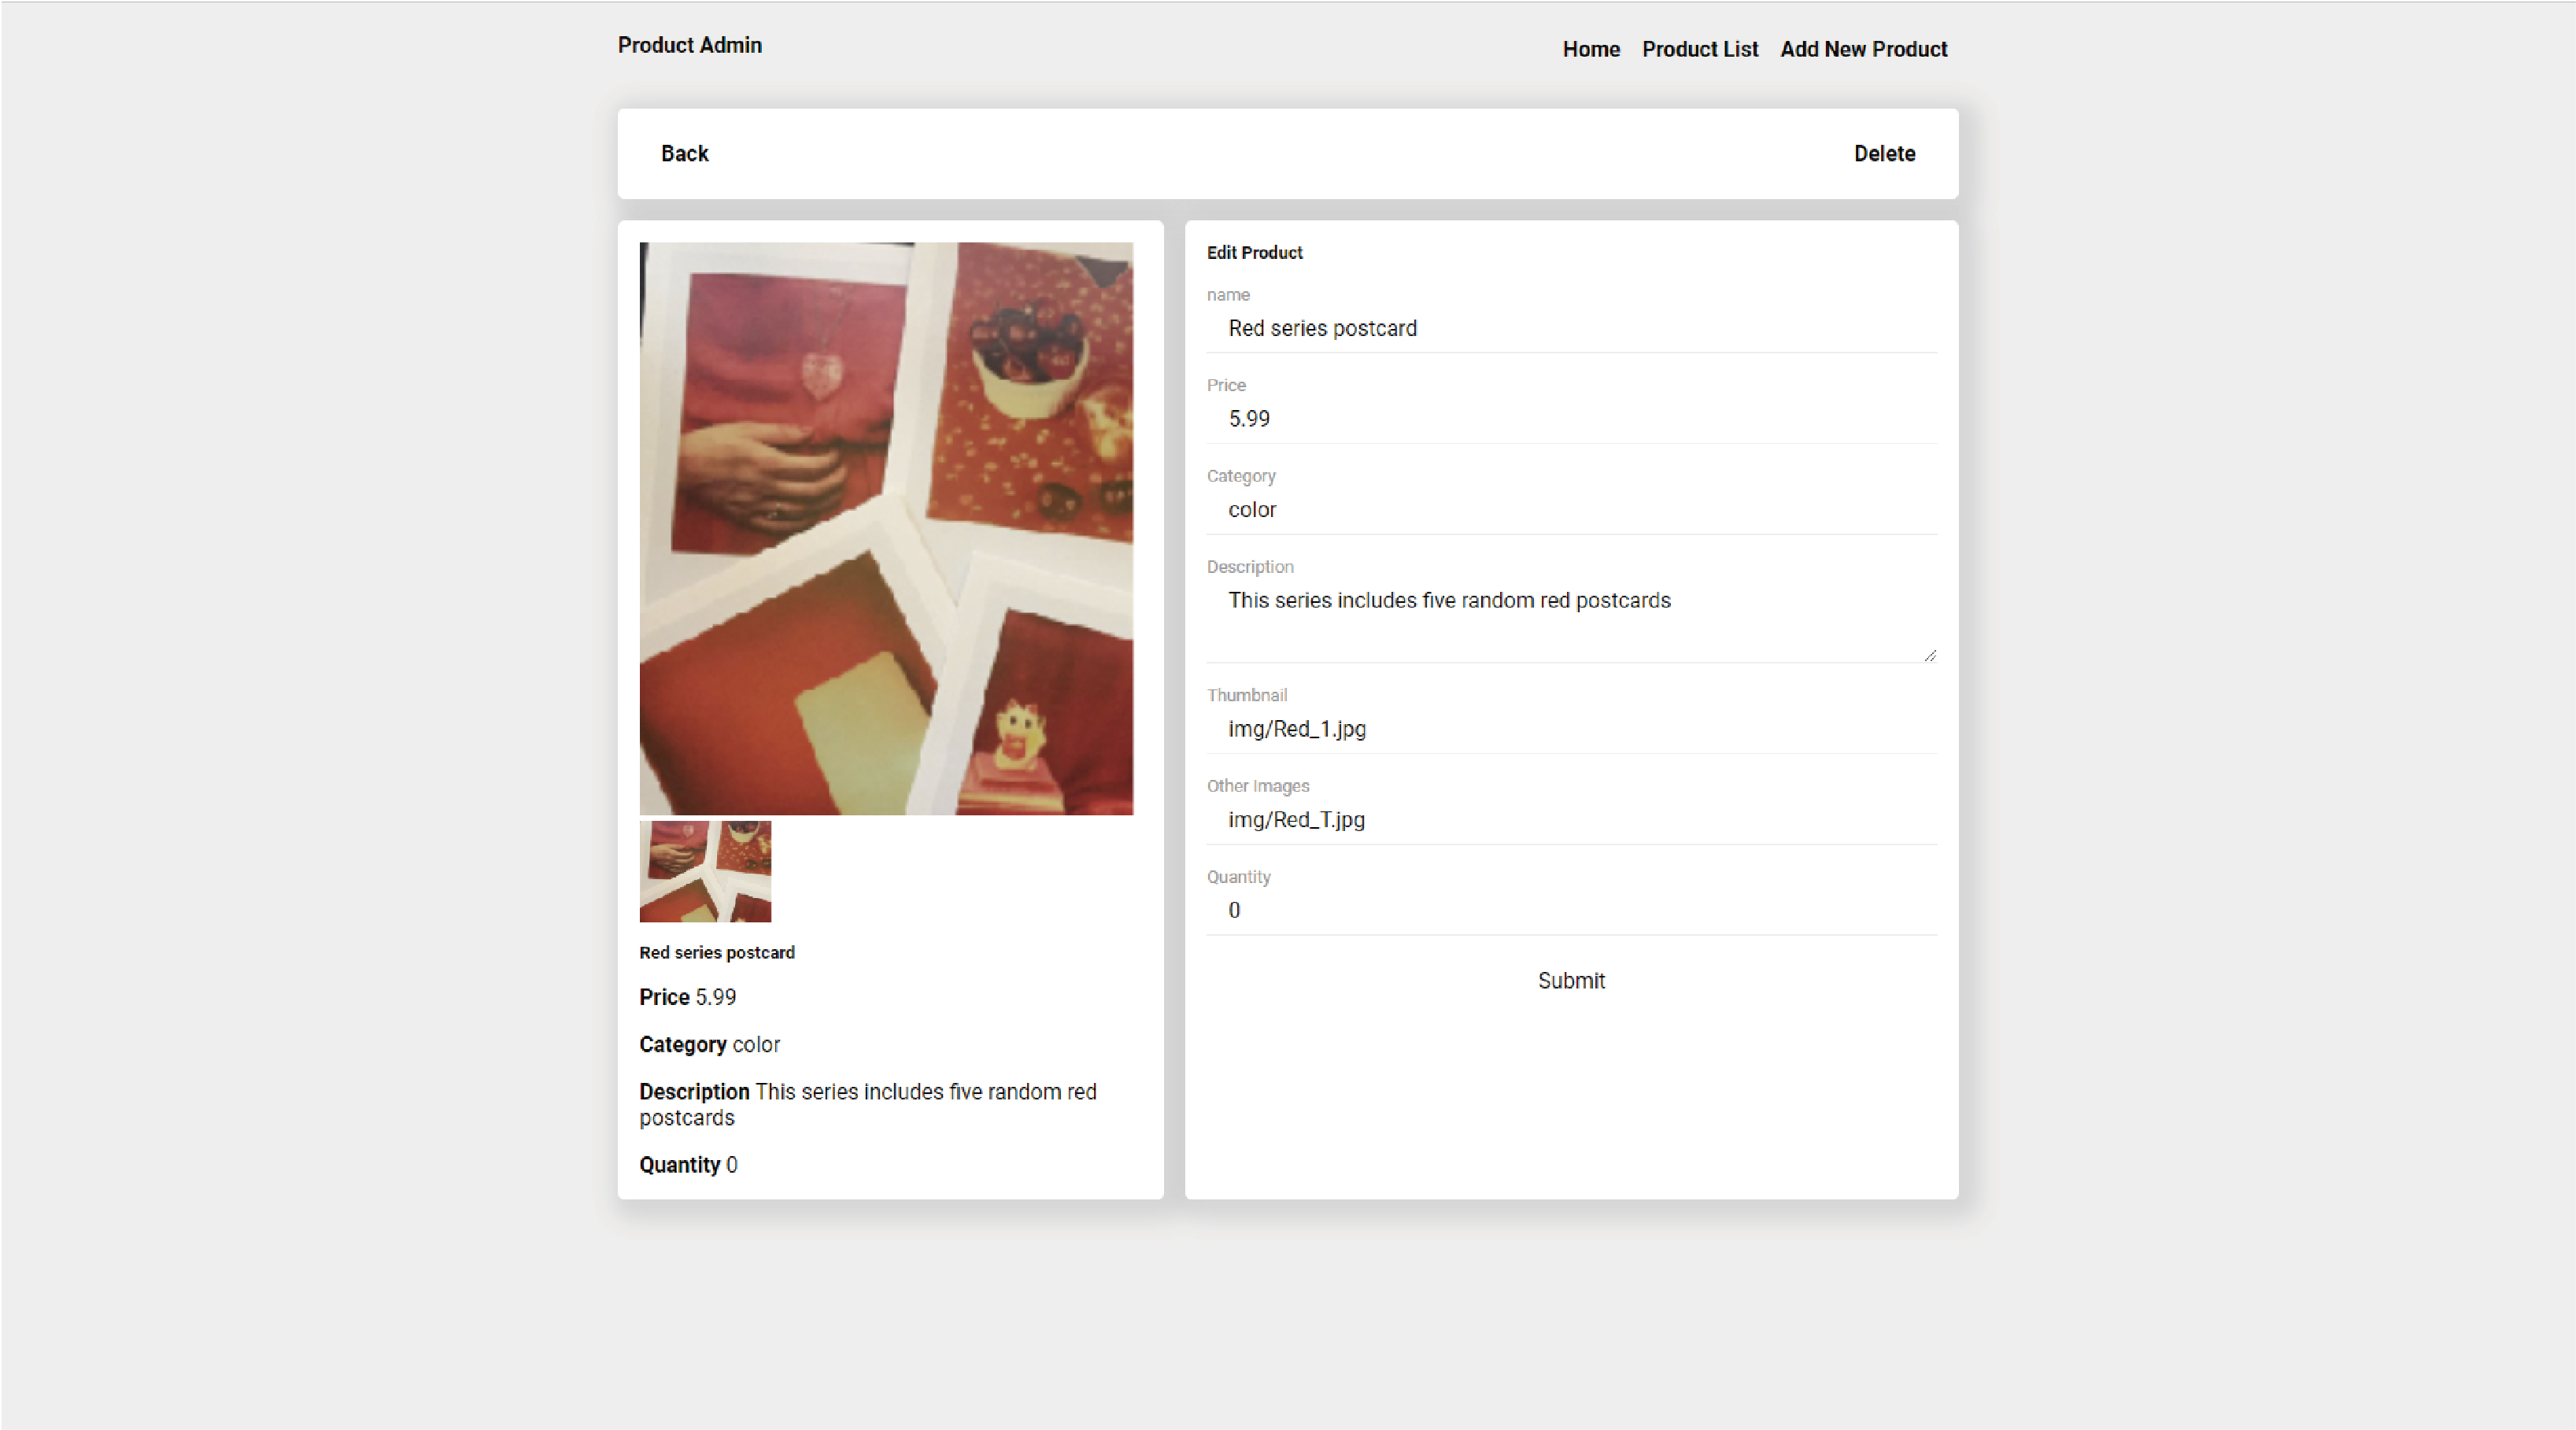 Product Admin
Home Product List Add New Product
Back
Delete
Red series postcard
Price 5.99
Category color
Description This series includes five random red
postcards
Quantity 0
Edit Product
name
Red series postcard
Price
5.99
Category
color
Description
This series includes five random red postcards
Thumbnail
img/Red_1.jpg
Other Images
img/Red_T.jpg
Quantity
0
Submit